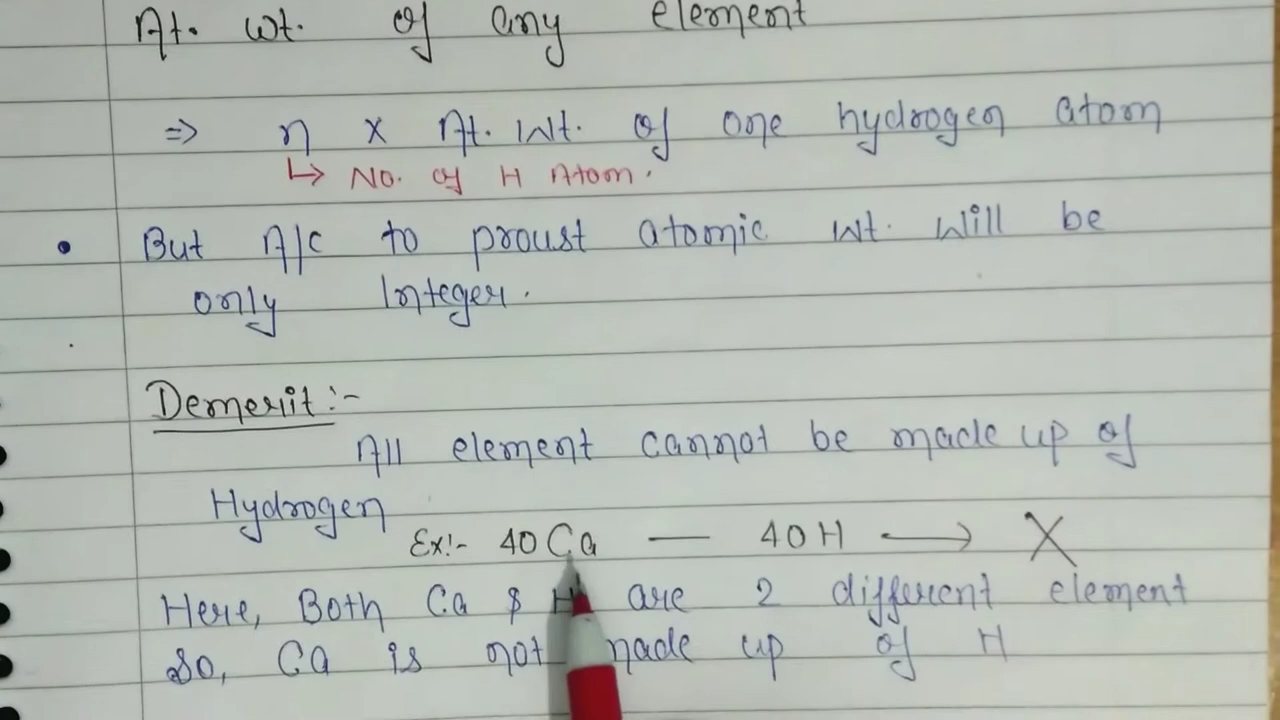 At. wt. of any element
=> n x At. Wt. of one hydrogen atom
↳ No. of H Atom.
• But A/c to proust atomic wt. will be
only Integer.
Demerit :-
All element cannot be made up of
Hydrogen
Ex:- 40 Ca — 40 H ⟶ X
Here, Both Ca & H are 2 different element
So, Ca is not made up of H